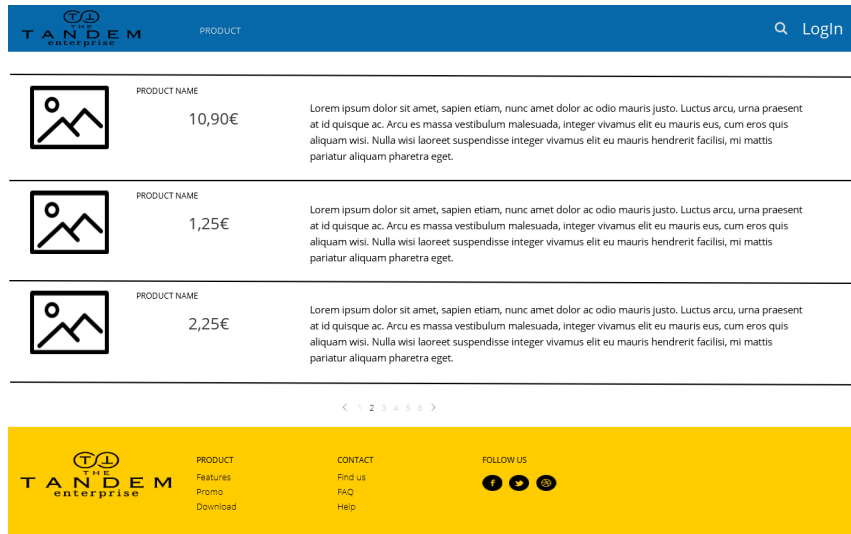 THE
TANDEM
enterprise
PRODUCT
LogIn
PRODUCT NAME
10,90€
Lorem ipsum dolor sit amet, sapien etiam, nunc amet dolor ac odio mauris justo. Luctus arcu, urna praesent
at id quisque ac. Arcu es massa vestibulum malesuada, integer vivamus elit eu mauris eus, cum eros quis
aliquam wisi. Nulla wisi laoreet suspendisse integer vivamus elit eu mauris hendrerit facilisi, mi mattis
pariatur aliquam pharetra eget.
PRODUCT NAME
1,25€
Lorem ipsum dolor sit amet, sapien etiam, nunc amet dolor ac odio mauris justo. Luctus arcu, urna praesent
at id quisque ac. Arcu es massa vestibulum malesuada, integer vivamus elit eu mauris eus, cum eros quis
aliquam wisi. Nulla wisi laoreet suspendisse integer vivamus elit eu mauris hendrerit facilisi, mi mattis
pariatur aliquam pharetra eget.
PRODUCT NAME
2,25€
Lorem ipsum dolor sit amet, sapien etiam, nunc amet dolor ac odio mauris justo. Luctus arcu, urna praesent
at id quisque ac. Arcu es massa vestibulum malesuada, integer vivamus elit eu mauris eus, cum eros quis
aliquam wisi. Nulla wisi laoreet suspendisse integer vivamus elit eu mauris hendrerit facilisi, mi mattis
pariatur aliquam pharetra eget.
1 2 3 4 5 6
THE
TANDEM
enterprise
PRODUCT
Features
Promo
Download
CONTACT
Find us
FAQ
Help
FOLLOW US